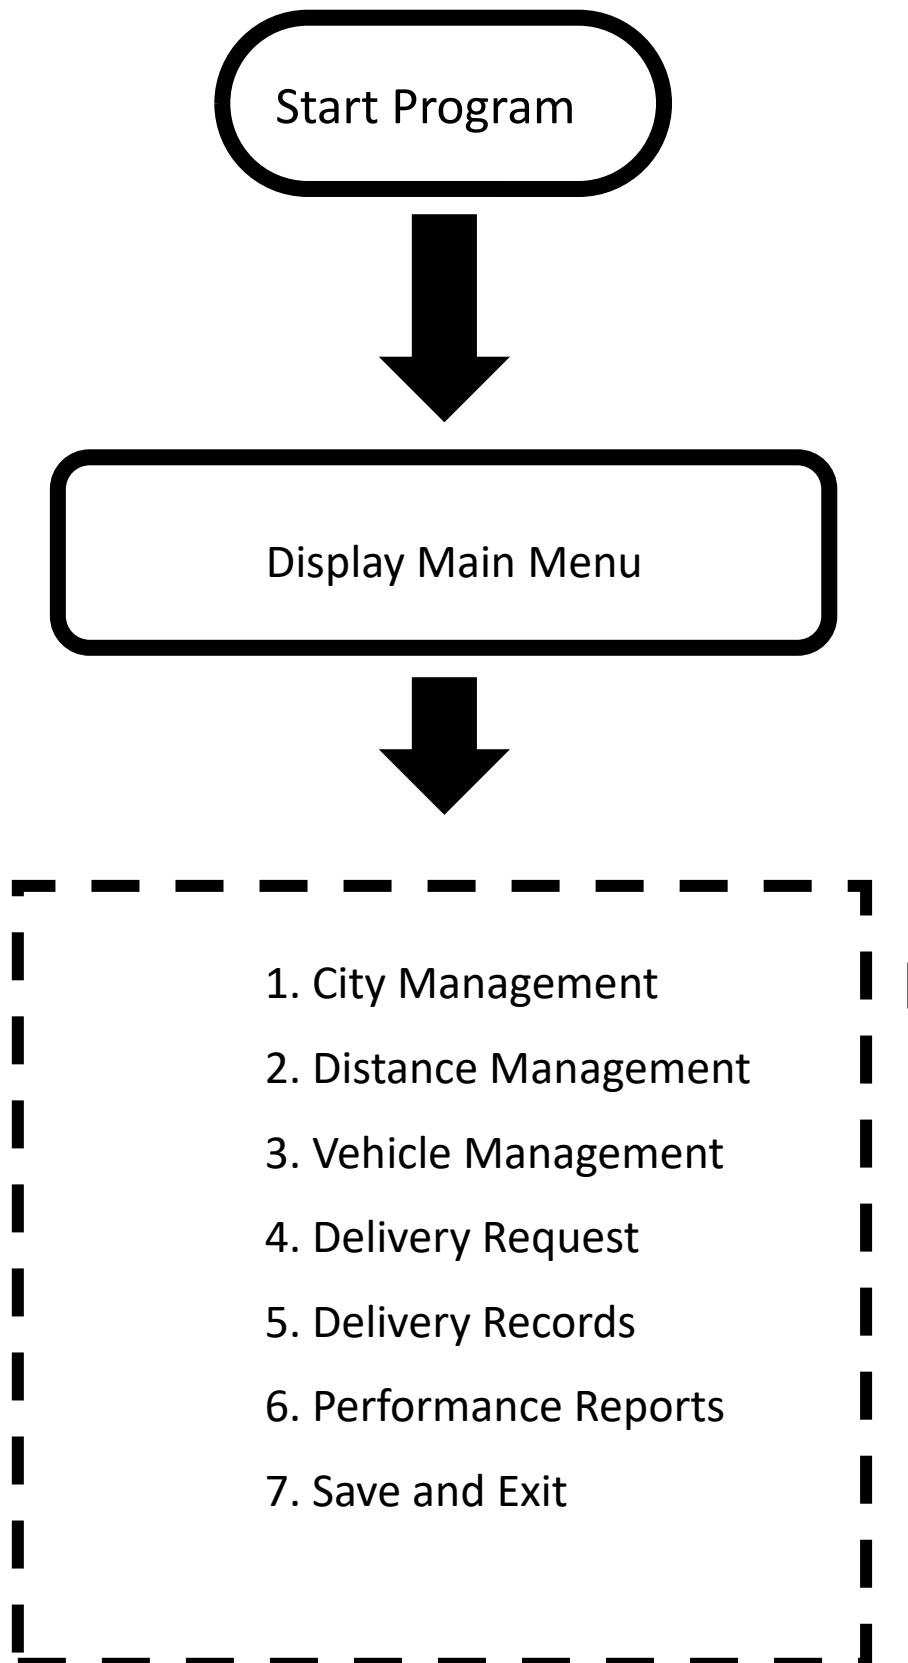 Start Program
Display Main Menu
1. City Management
2. Distance Management
3. Vehicle Management
4. Delivery Request
5. Delivery Records
6. Performance Reports
7. Save and Exit